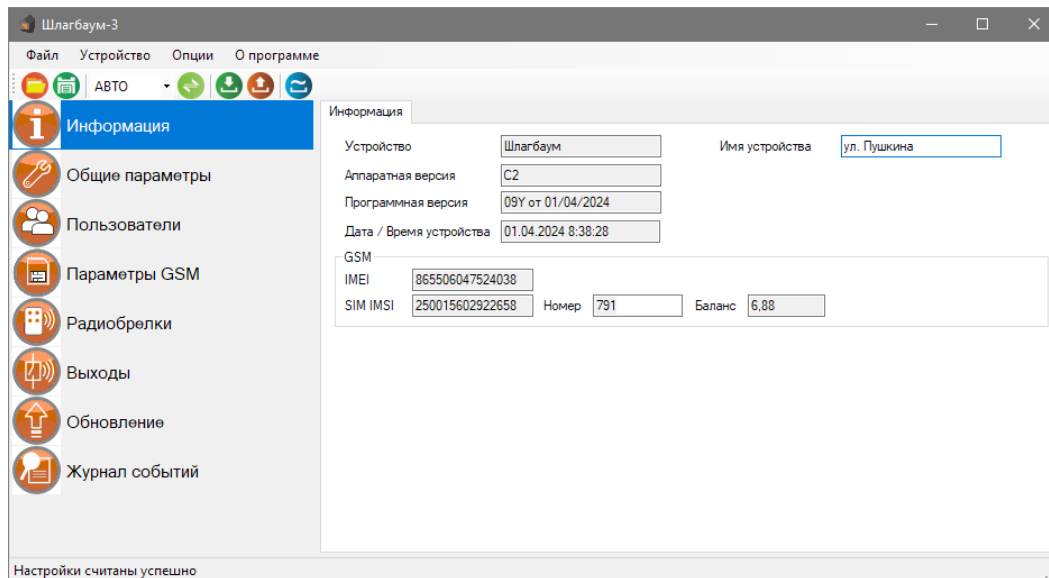 Шлагбаум-3
Файл Устройство Опции О программе
АВТО
Информация
Общие параметры
Пользователи
Параметры GSM
Радиобрелки
Выходы
Обновление
Журнал событий
Информация
Устройство Шлагбаум Имя устройства ул. Пушкина
Аппаратная версия C2
Программная версия 09Y от 01/04/2024
Дата / Время устройства 01.04.2024 8:38:28
GSM
IMEI 865506047524038
SIM IMSI 250015602922658 Номер 791 Баланс 6,88
Настройки считаны успешно